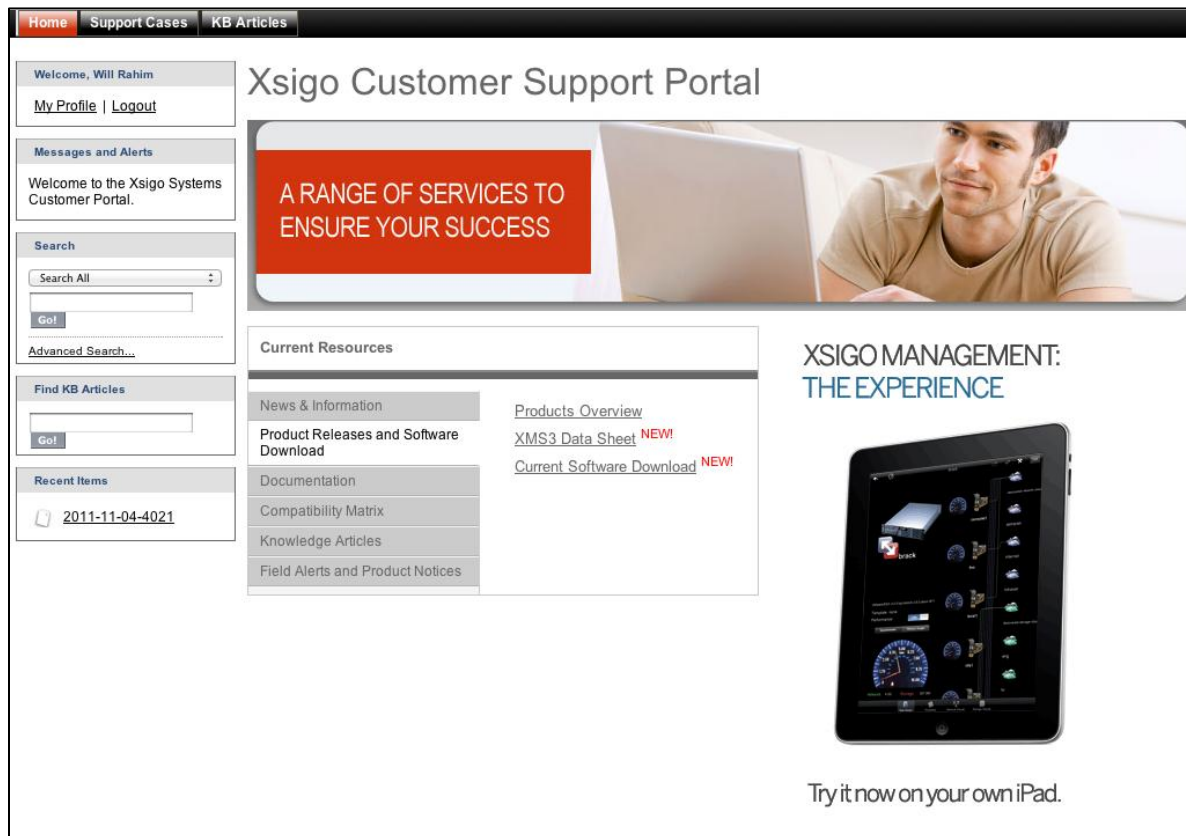 Home Support Cases KB Articles
Welcome, Will Rahim
My Profile | Logout
Messages and Alerts
Welcome to the Xsigo Systems
Customer Portal.
Search
Search All
Go!
Advanced Search...
Find KB Articles
Go!
Recent Items
2011-11-04-4021
Xsigo Customer Support Portal
A RANGE OF SERVICES TO
ENSURE YOUR SUCCESS
Current Resources
News & Information
Product Releases and Software
Download
Documentation
Compatibility Matrix
Knowledge Articles
Field Alerts and Product Notices
Products Overview
XMS3 Data Sheet NEW!
Current Software Download NEW!
XSIGO MANAGEMENT:
THE EXPERIENCE
brack
Try it now on your own iPad.